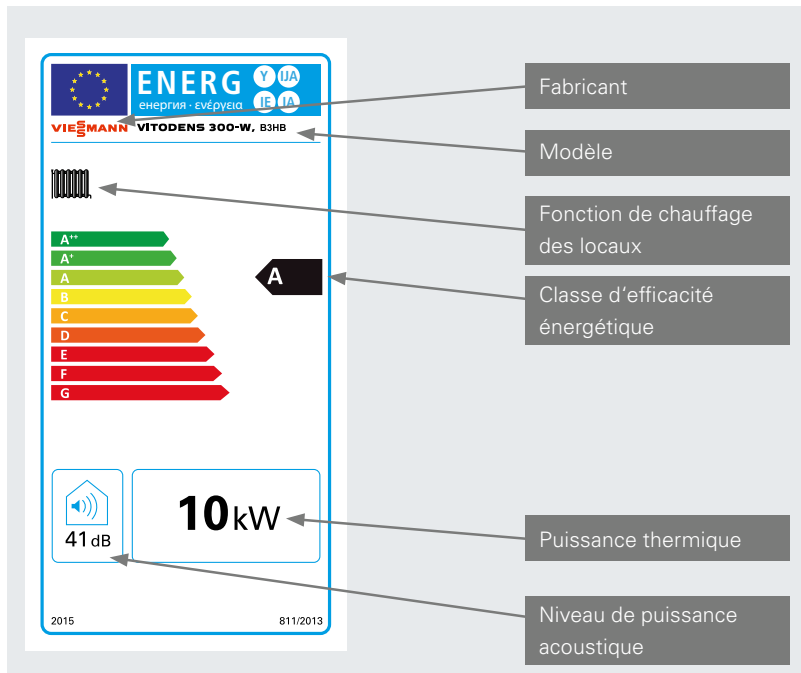 ENERG
енергия · ενέργεια
Y IJA
IE IA
VIESSMANN VITODENS 300-W, B3HB
A++
A+
A
B
C
D
E
F
G
A
41 dB
10 kW
2015
811/2013
Fabricant
Modèle
Fonction de chauffage
des locaux
Classe d‘efficacité
énergétique
Puissance thermique
Niveau de puissance
acoustique